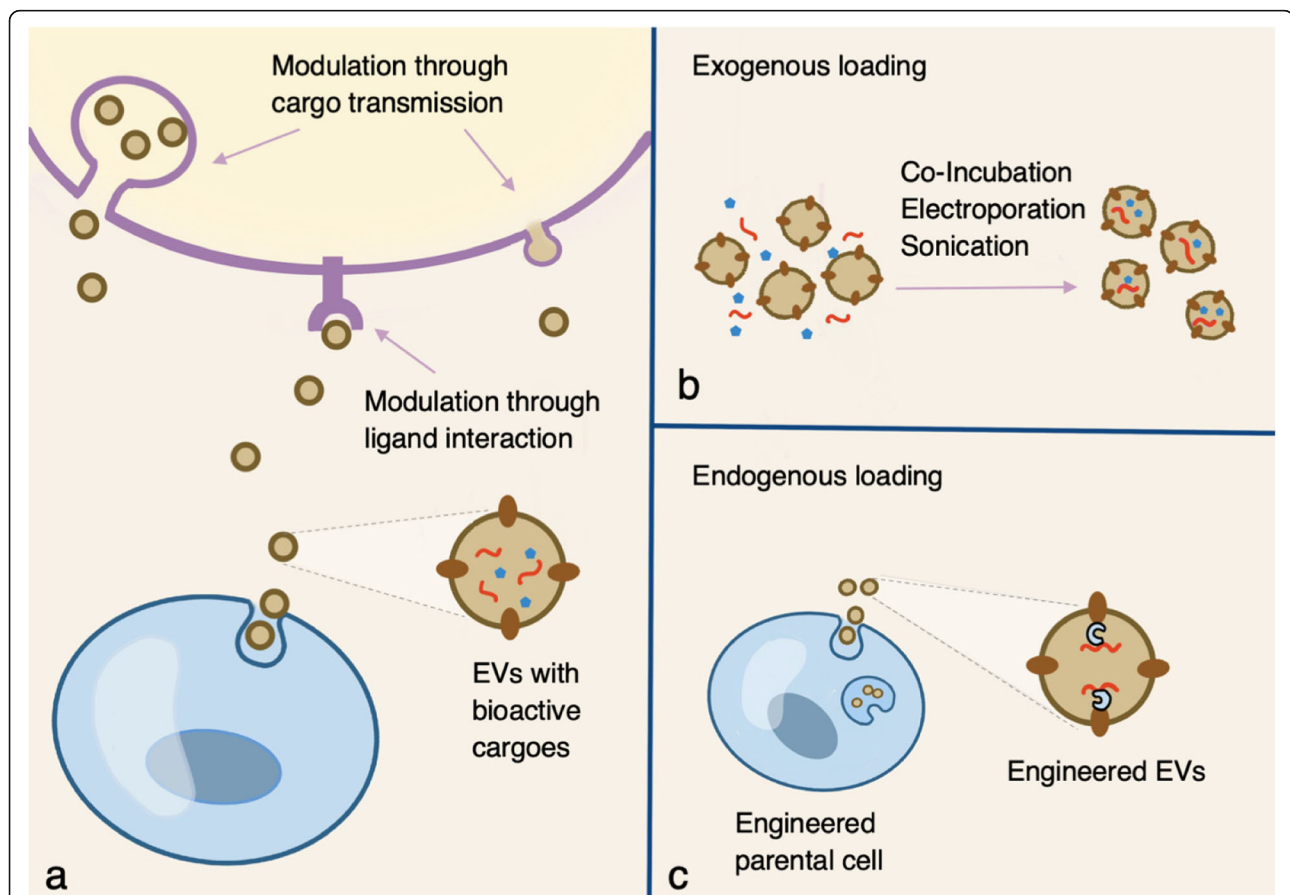 Modulation through
cargo transmission
Modulation through
ligand interaction
EVs with
bioactive
cargoes
a
Exogenous loading
Co-Incubation
Electroporation
Sonication
b
Endogenous loading
Engineered EVs
Engineered
parental cell
c